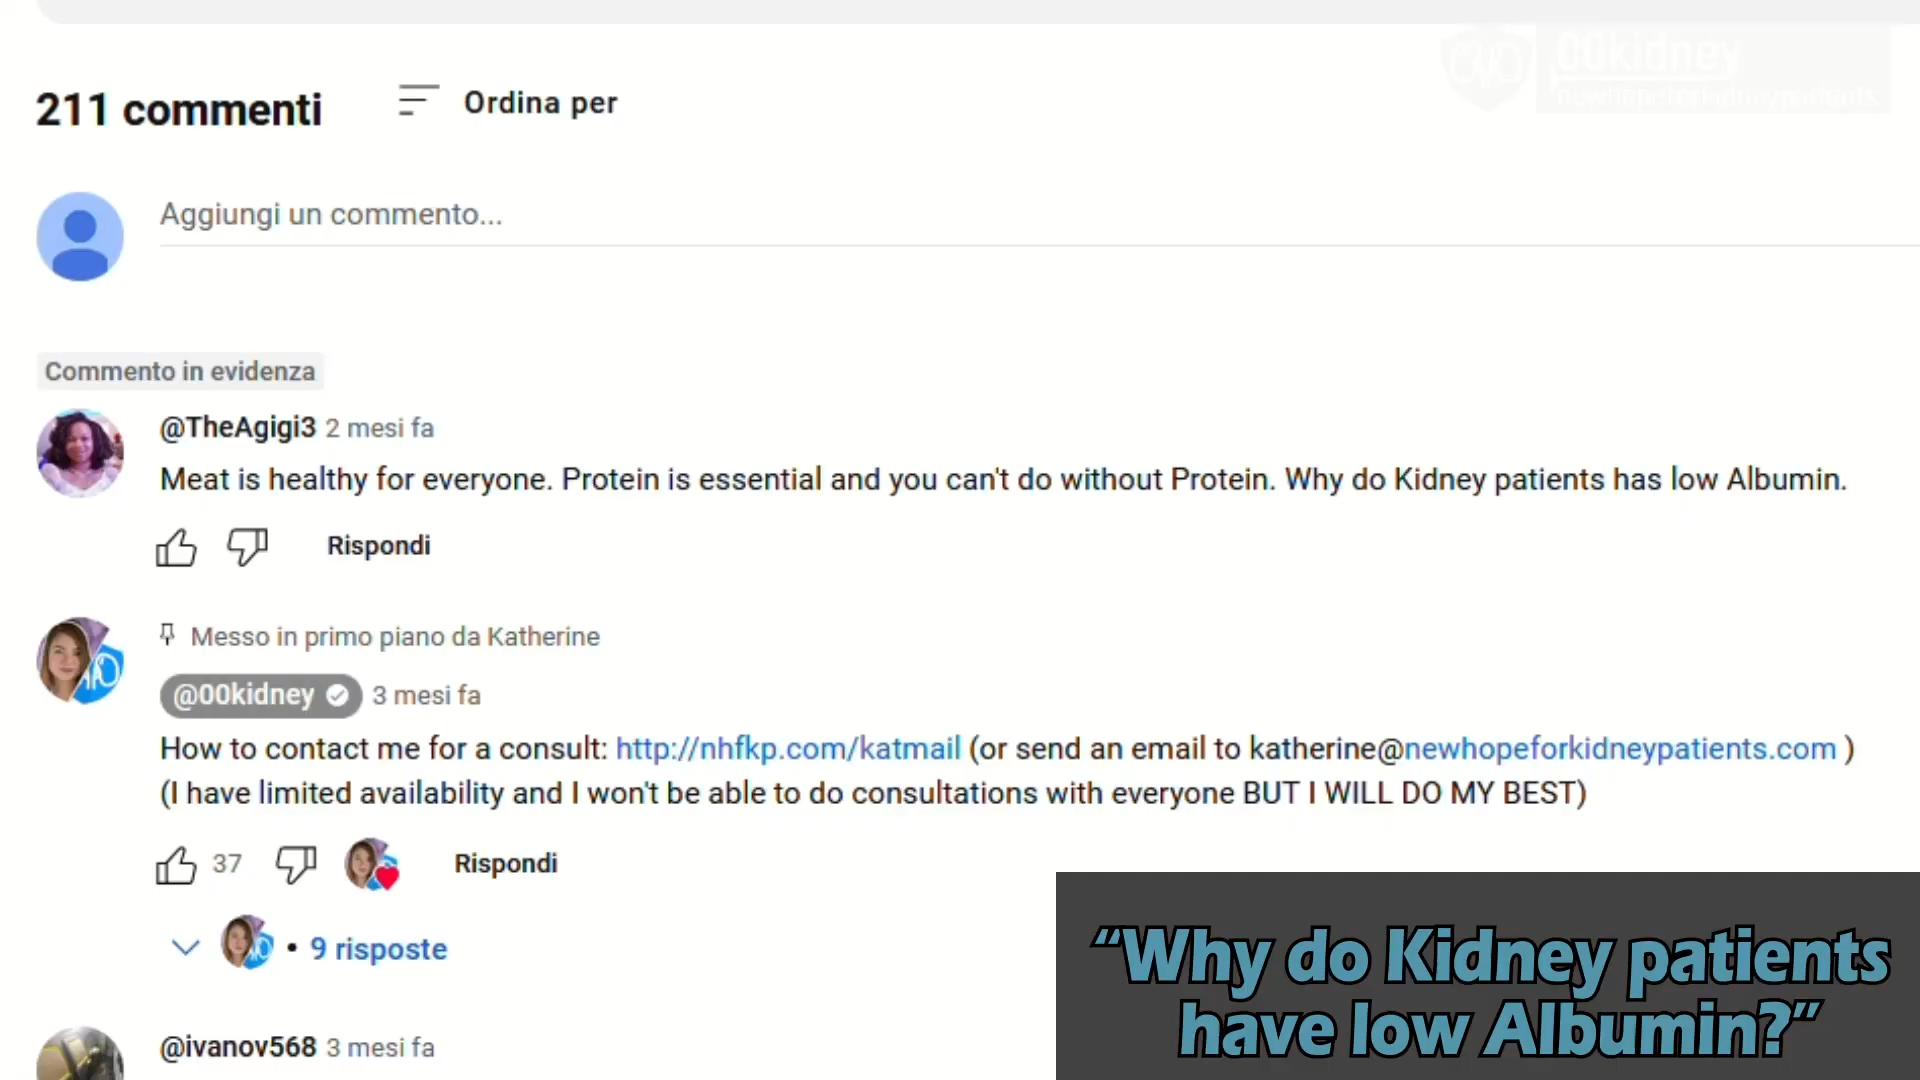 00kidney
newhopeforkidneypatients
211 commenti
Ordina per
Aggiungi un commento...
Commento in evidenza
@TheAgigi3 2 mesi fa
Meat is healthy for everyone. Protein is essential and you can't do without Protein. Why do Kidney patients has low Albumin.
Rispondi
Messo in primo piano da Katherine
@00kidney 3 mesi fa
How to contact me for a consult: http://nhfkp.com/katmail (or send an email to katherine@newhopeforkidneypatients.com )
(I have limited availability and I won't be able to do consultations with everyone BUT I WILL DO MY BEST)
37
Rispondi
• 9 risposte
@ivanov568 3 mesi fa
“Why do Kidney patients
have low Albumin?”